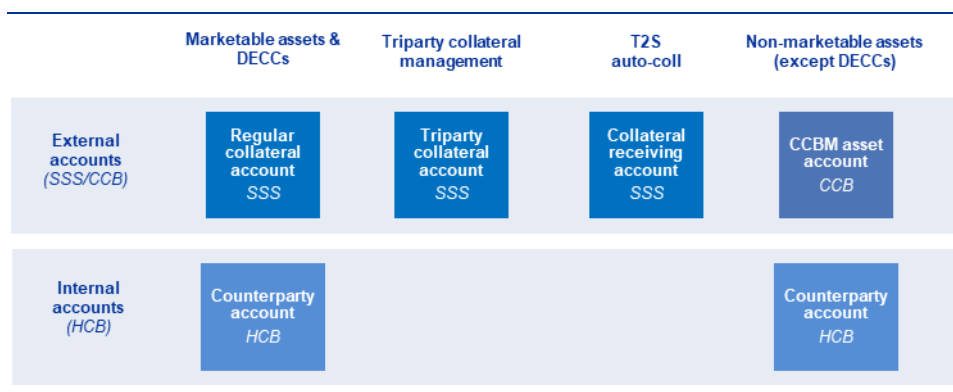 Marketable assets &
DECCs
Triparty collateral
management
T2S
auto-coll
Non-marketable assets
(except DECCs)
External
accounts
(SSS/CCB)
Regular
collateral
account
SSS
Triparty
collateral
account
SSS
Collateral
receiving
account
SSS
CCBM asset
account
CCB
Internal
accounts
(HCB)
Counterparty
account
HCB
Counterparty
account
HCB